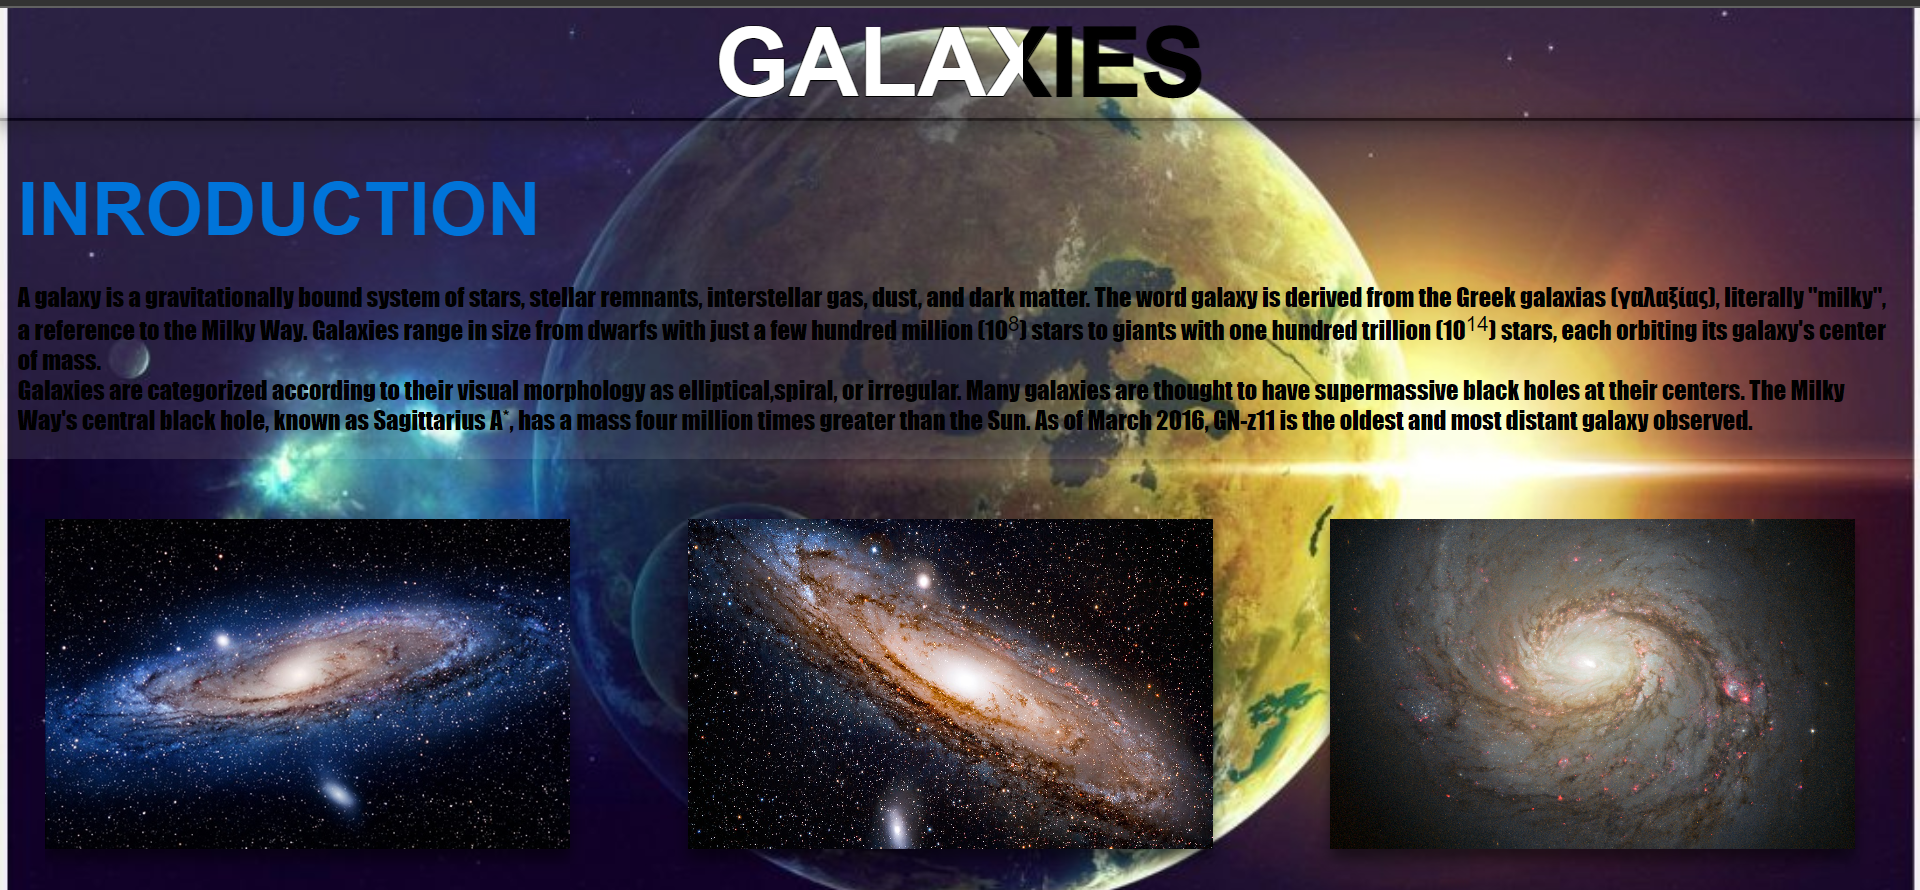 GALAXIES
INRODUCTION
A galaxy is a gravitationally bound system of stars, stellar remnants, interstellar gas, dust, and dark matter. The word galaxy is derived from the Greek galaxias (γαλαξίας), literally "milky",
a reference to the Milky Way. Galaxies range in size from dwarfs with just a few hundred million (10⁸) stars to giants with one hundred trillion (10¹⁴) stars, each orbiting its galaxy's center
of mass.
Galaxies are categorized according to their visual morphology as elliptical,spiral, or irregular. Many galaxies are thought to have supermassive black holes at their centers. The Milky
Way's central black hole, known as Sagittarius A*, has a mass four million times greater than the Sun. As of March 2016, GN-z11 is the oldest and most distant galaxy observed.